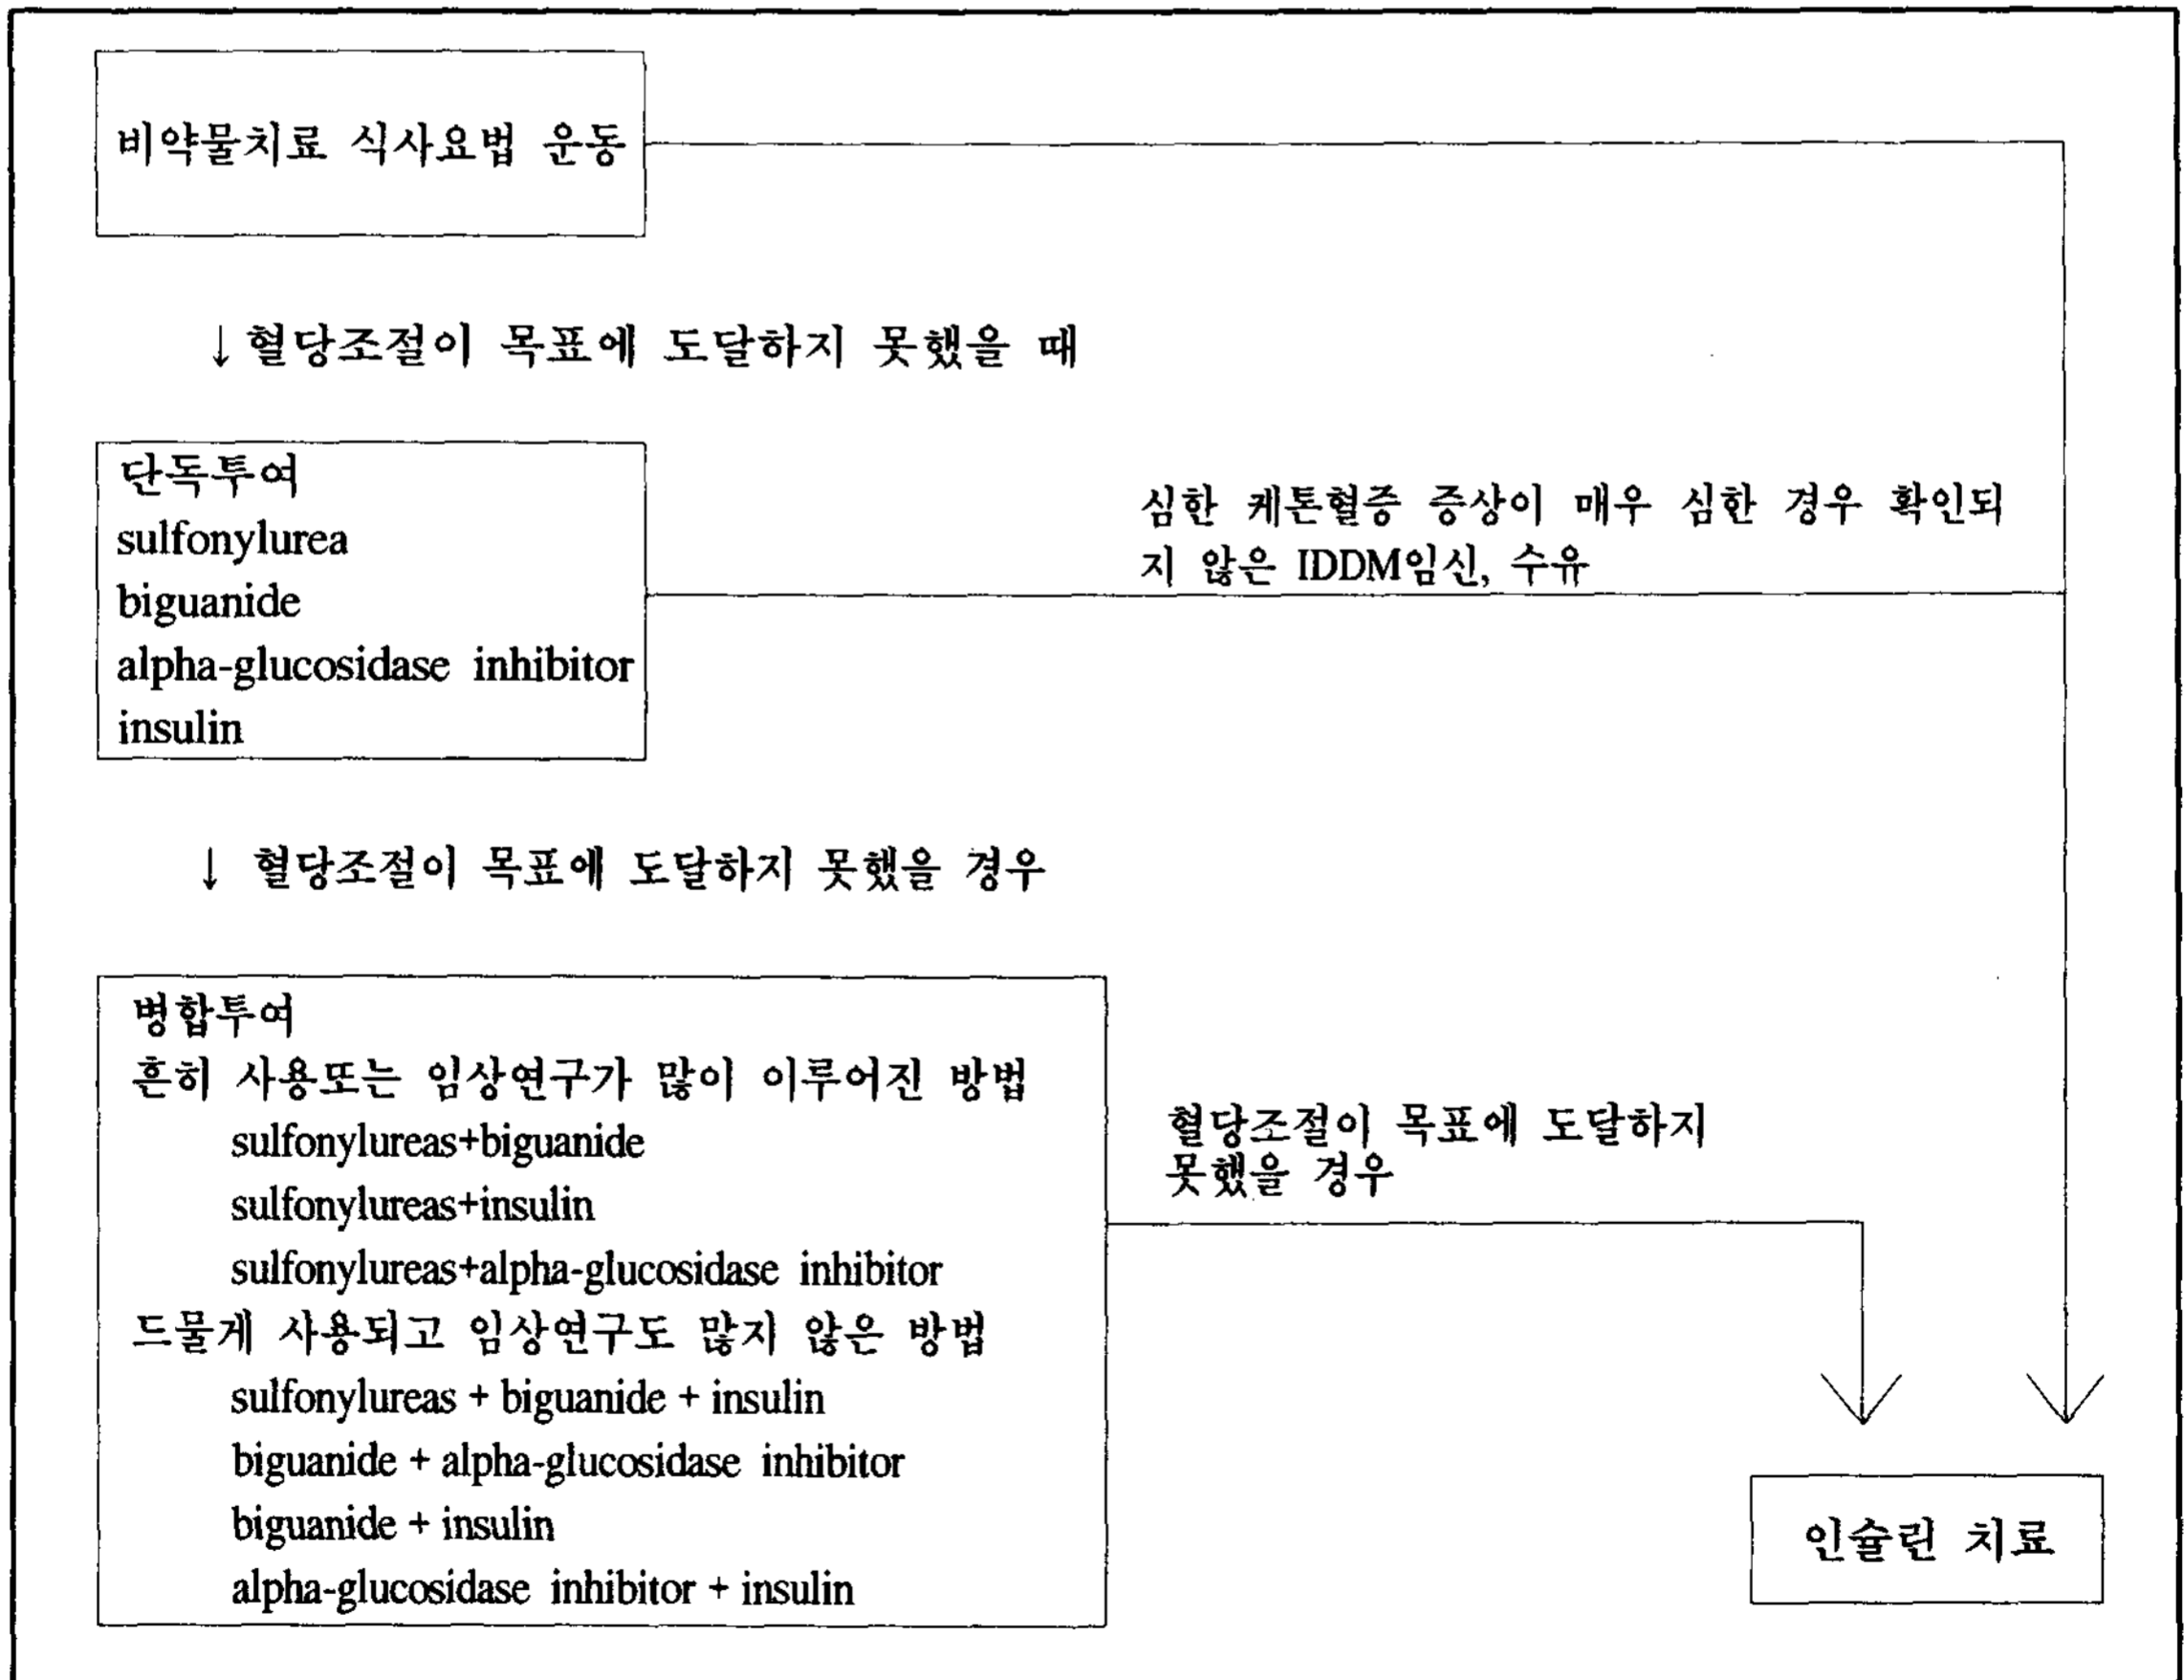 비약물치료 식사요법 운동
↓혈당조절이 목표에 도달하지 못했을 때
단독투여
sulfonylurea
biguanide
alpha-glucosidase inhibitor
insulin
심한 케톤혈증 증상이 매우 심한 경우 확인되
지 않은 IDDM임신, 수유
↓ 혈당조절이 목표에 도달하지 못했을 경우
병합투여
흔히 사용또는 임상연구가 많이 이루어진 방법
sulfonylureas+biguanide
sulfonylureas+insulin
sulfonylureas+alpha-glucosidase inhibitor
드물게 사용되고 임상연구도 많지 않은 방법
sulfonylureas + biguanide + insulin
biguanide + alpha-glucosidase inhibitor
biguanide + insulin
alpha-glucosidase inhibitor + insulin
혈당조절이 목표에 도달하지
못했을 경우
인슐린 치료